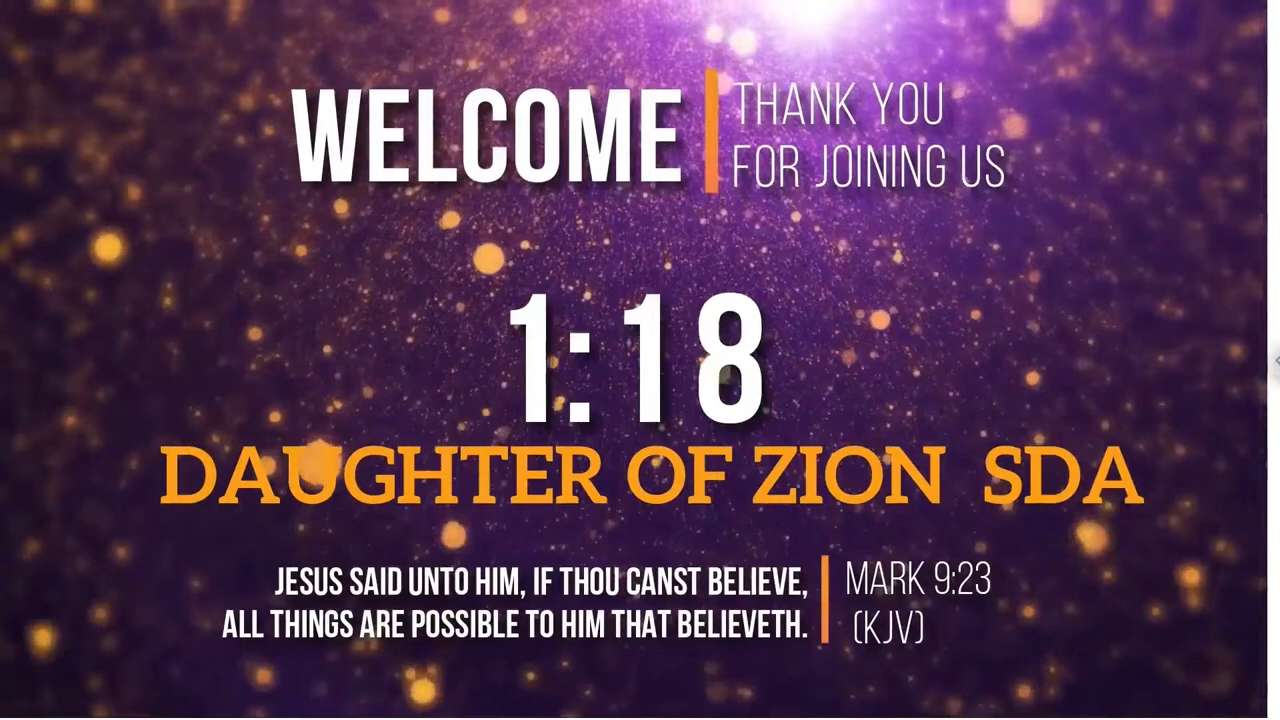 WELCOME
THANK YOU
FOR JOINING US
1:18
DAUGHTER OF ZION SDA
JESUS SAID UNTO HIM, IF THOU CANST BELIEVE,
ALL THINGS ARE POSSIBLE TO HIM THAT BELIEVETH.
MARK 9:23
(KJV)